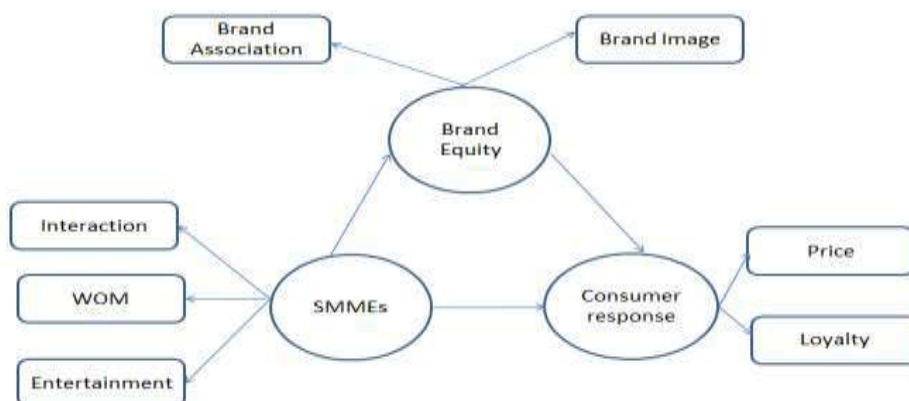 Brand
Association
Brand Image
Brand
Equity
Interaction
WOM
Entertainment
SMMEs
Consumer
response
Price
Loyalty